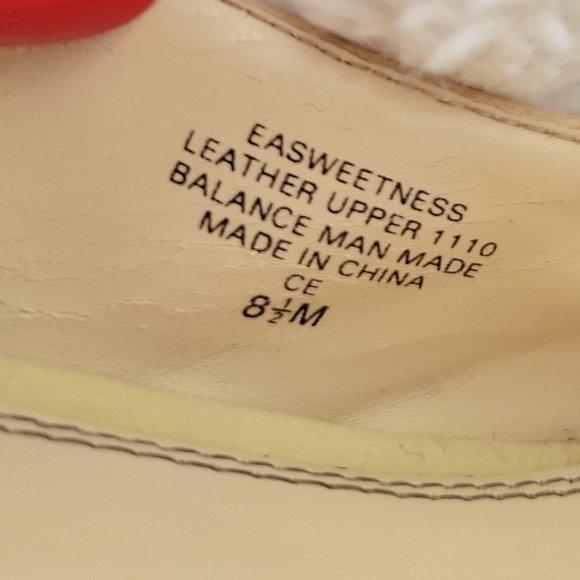 EASWEETNESS
LEATHER UPPER 1110
BALANCE MAN MADE
MADE IN CHINA
CE
8½M